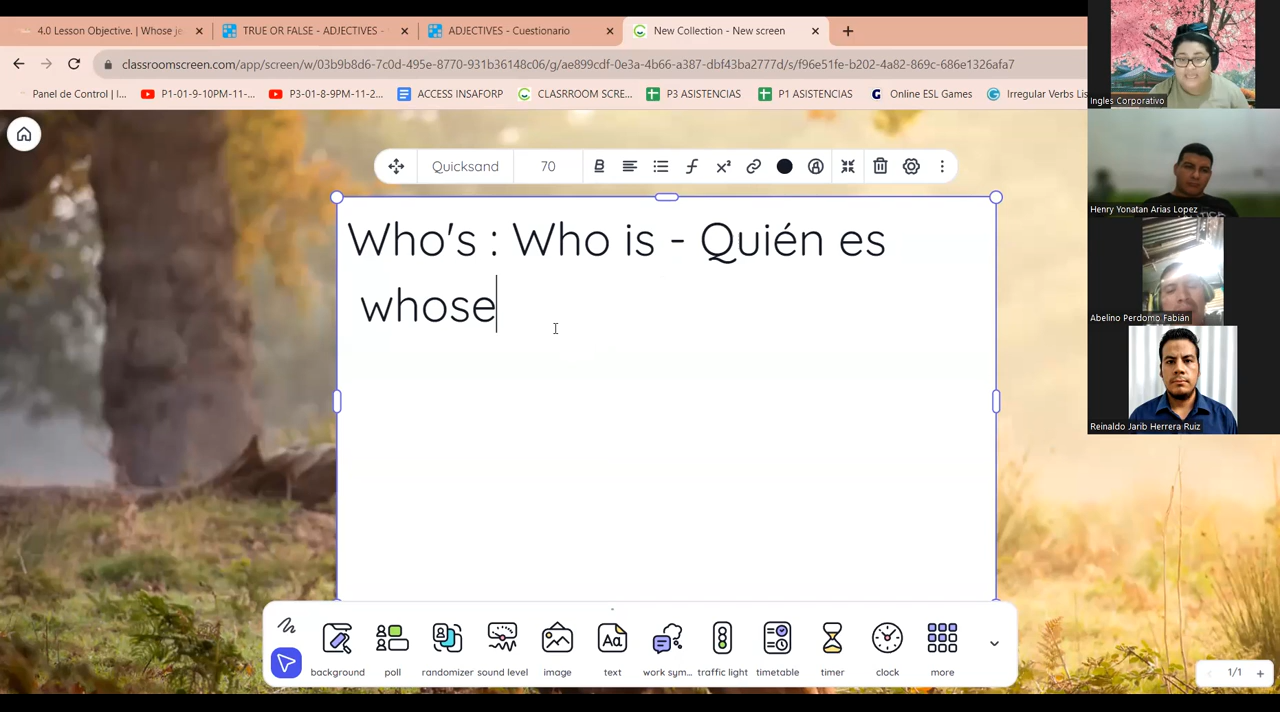 4.0 Lesson Objective. | Whose je
TRUE OR FALSE - ADJECTIVES -
ADJECTIVES - Cuestionario
New Collection - New screen
classroomscreen.com/app/screen/w/03b9b8d6-7c0d-495e-8770-931b36148c06/g/ae899cdf-0e3a-4b66-a387-dbf43ba2777d/s/f96e51fe-b202-4a82-869c-686e1326afa7
Panel de Control | I...
P1-01-9-10PM-11-...
P3-01-8-9PM-11-2...
ACCESS INAFORP
CLASRROOM SCRE...
P3 ASISTENCIAS
P1 ASISTENCIAS
Online ESL Games
Irregular Verbs Lis
Ingles Corporativo
Henry Yonatan Arias Lopez
Abelino Perdomo Fabián
Reinaldo Jarib Herrera Ruiz
Quicksand 70
Who's : Who is - Quién es
whose
background poll randomizer sound level image text work sym... traffic light timetable timer clock more
1/1